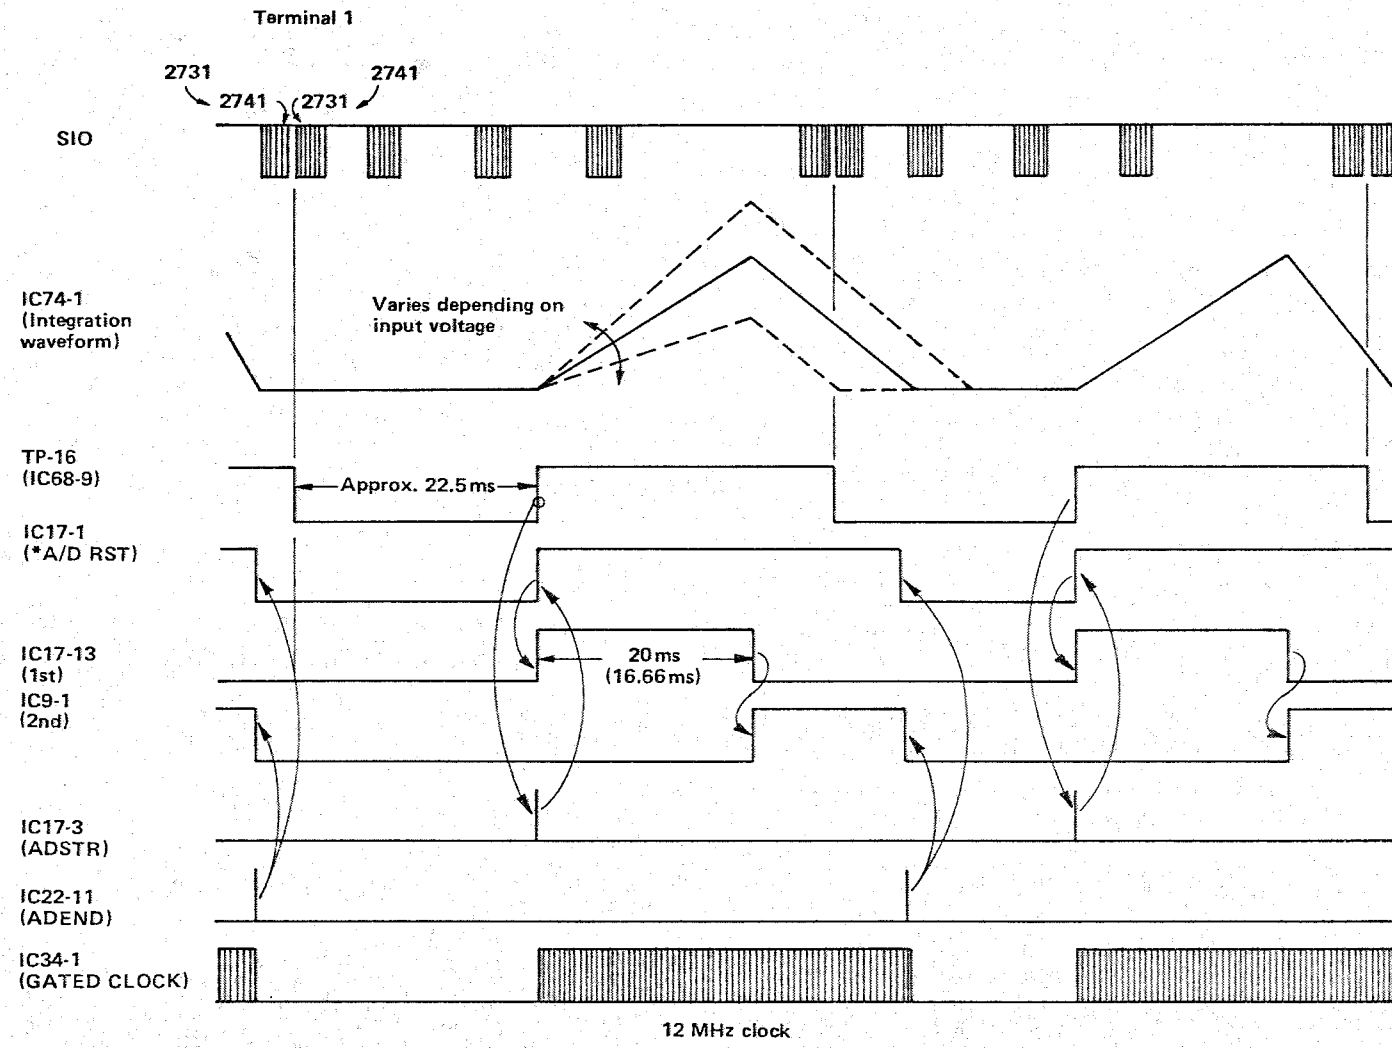 Terminal 1
2731
2741
2741
2731
SIO
IC74-1
(Integration
waveform)
Varies depending on
input voltage
TP-16
(IC68-9)
Approx. 22.5ms
IC17-1
(*A/D RST)
IC17-13
(1st)
20ms
(16.66ms)
IC9-1
(2nd)
IC17-3
(ADSTR)
IC22-11
(ADEND)
IC34-1
(GATED CLOCK)
12 MHz clock